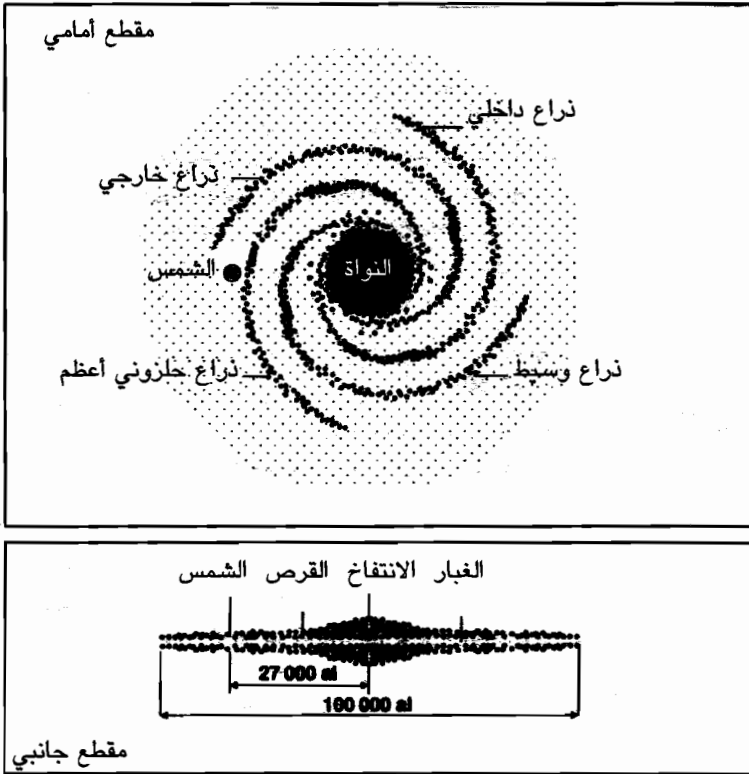 مقطع أمامي
ذراع داخلي
ذراع خارجي
النواة
الشمس
ذراع وسيط
ذراع حلزوني أعظم
الغبار الانتفاخ القرص الشمس
27 000 al
100 000 al
مقطع جانبي